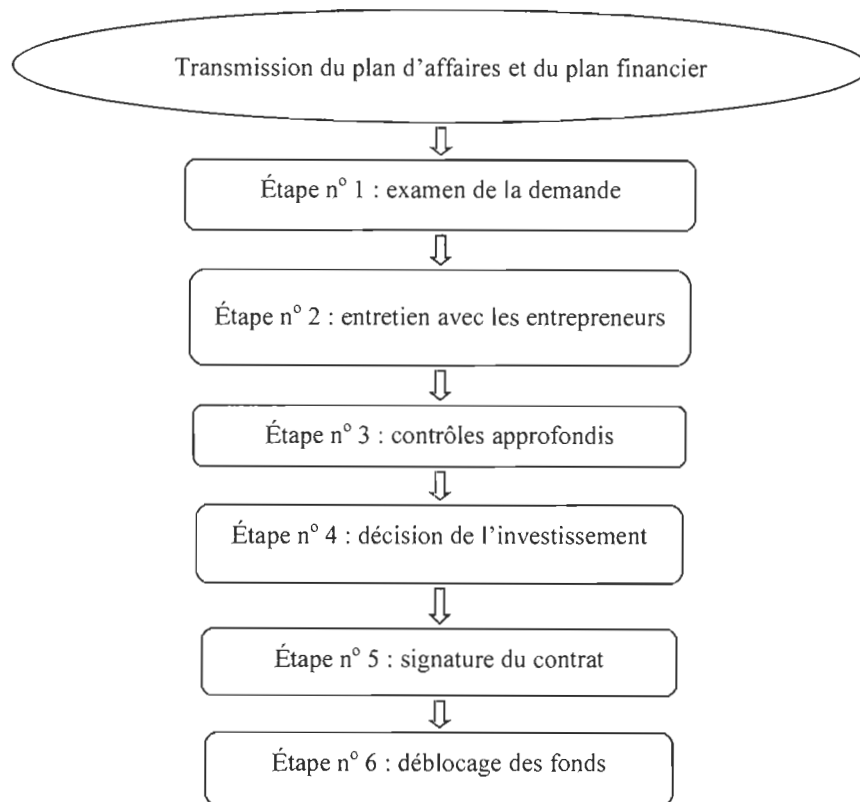 Transmission du plan d’affaires et du plan financier
Étape n° 1 : examen de la demande
Étape n° 2 : entretien avec les entrepreneurs
Étape n° 3 : contrôles approfondis
Étape n° 4 : décision de l’investissement
Étape n° 5 : signature du contrat
Étape n° 6 : déblocage des fonds